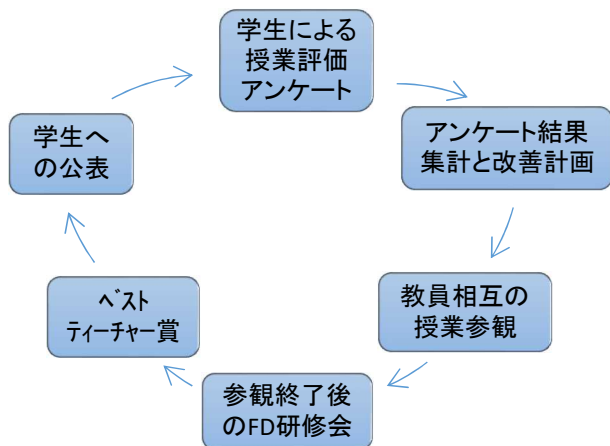 学生による
授業評価
アンケート
アンケート結果
集計と改善計画
教員相互の
授業参観
参観終了後
のFD研修会
ﾍﾞｽﾄ
ﾃｨｰﾁｬｰ賞
学生へ
の公表